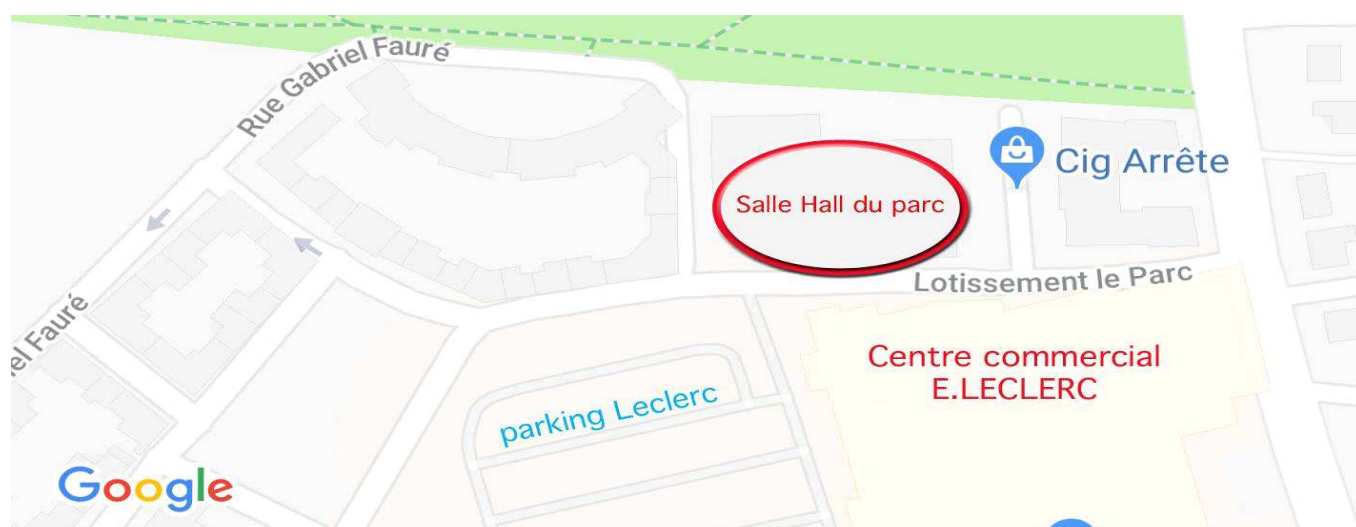 Rue Gabriel Fauré
Cig Arrête
Salle Hall du parc
Lotissement le Parc
el Fauré
Centre commercial
E.LECLERC
parking Leclerc
Google